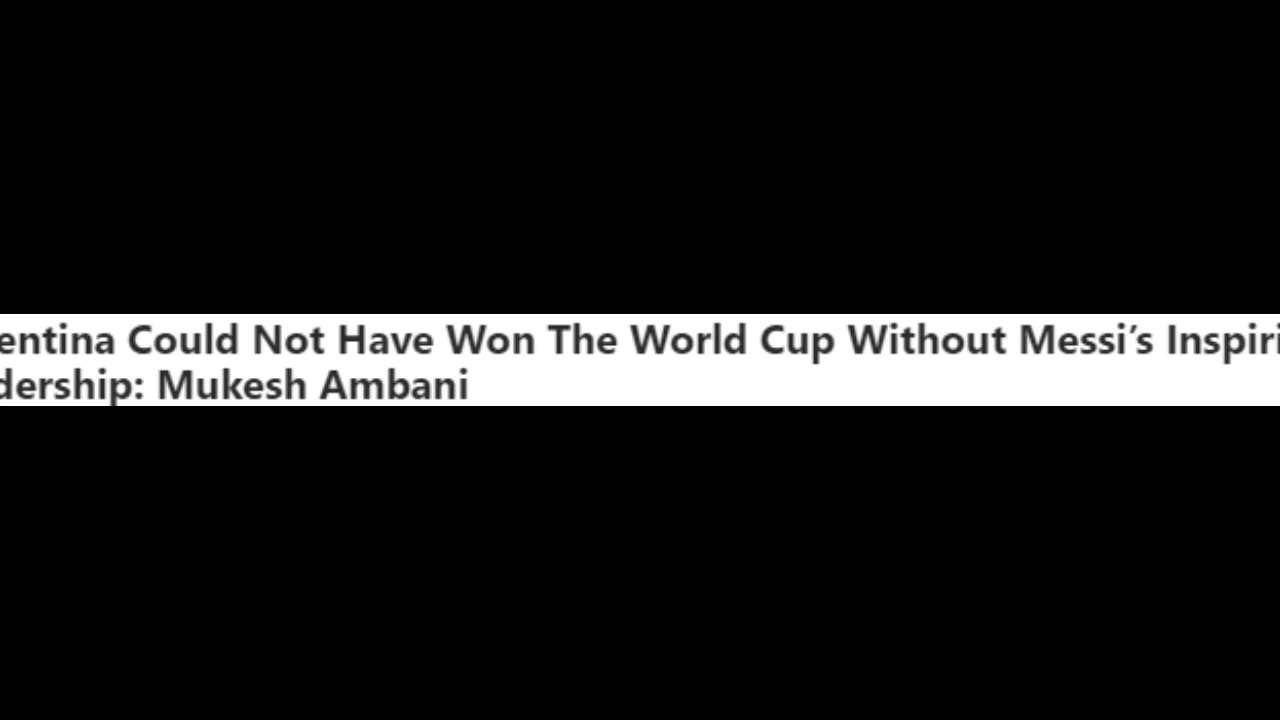 entina Could Not Have Won The World Cup Without Messi’s Inspiri
dership: Mukesh Ambani